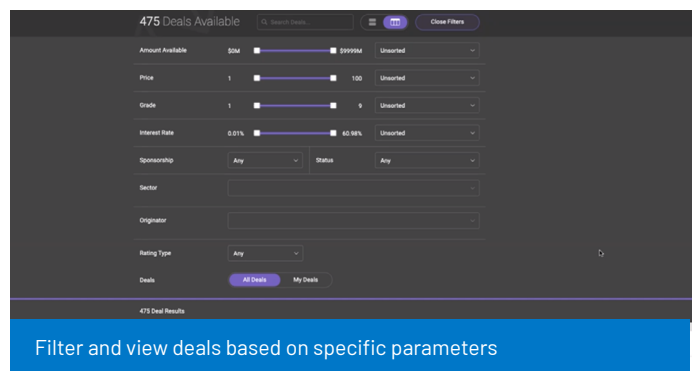 475 Deals Available
Search Deals...
Close Filters
Amount Available $0M $9999M Unsorted
Price 1 100 Unsorted
Grade 1 9 Unsorted
Interest Rate 0.01% 60.98% Unsorted
Sponsorship Any Status Any
Sector
Originator
Rating Type Any
Deals All Deals My Deals
475 Deal Results
Filter and view deals based on specific parameters